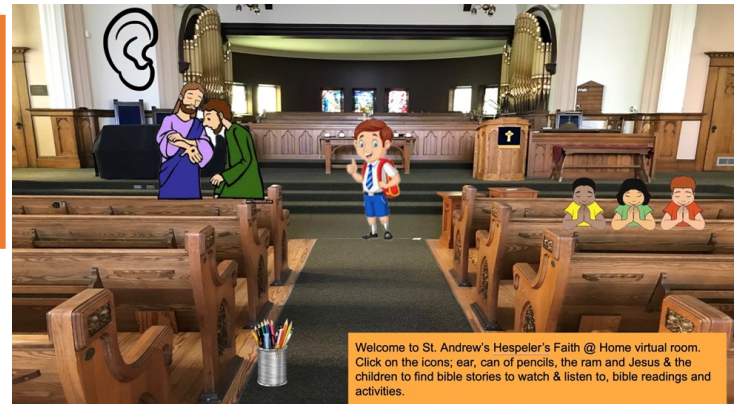 Welcome to St. Andrew's Hespeler's Faith @ Home virtual room.
Click on the icons; ear, can of pencils, the ram and Jesus & the
children to find bible stories to watch & listen to, bible readings and
activities.